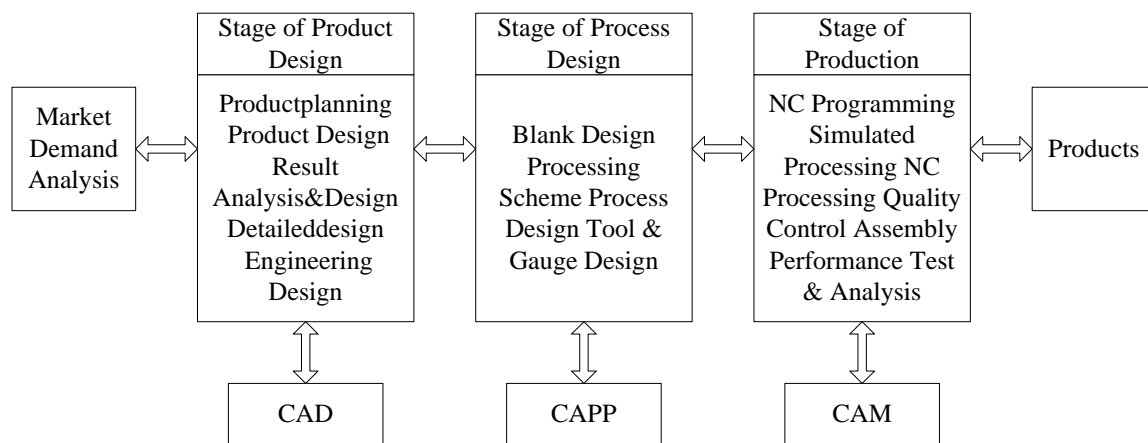 Market
Demand
Analysis
Stage of Product
Design
Productplanning
Product Design
Result
Analysis&Design
Detaileddesign
Engineering
Design
CAD
Stage of Process
Design
Blank Design
Processing
Scheme Process
Design Tool &
Gauge Design
CAPP
Stage of
Production
NC Programming
Simulated
Processing NC
Processing Quality
Control Assembly
Performance Test
& Analysis
CAM
Products